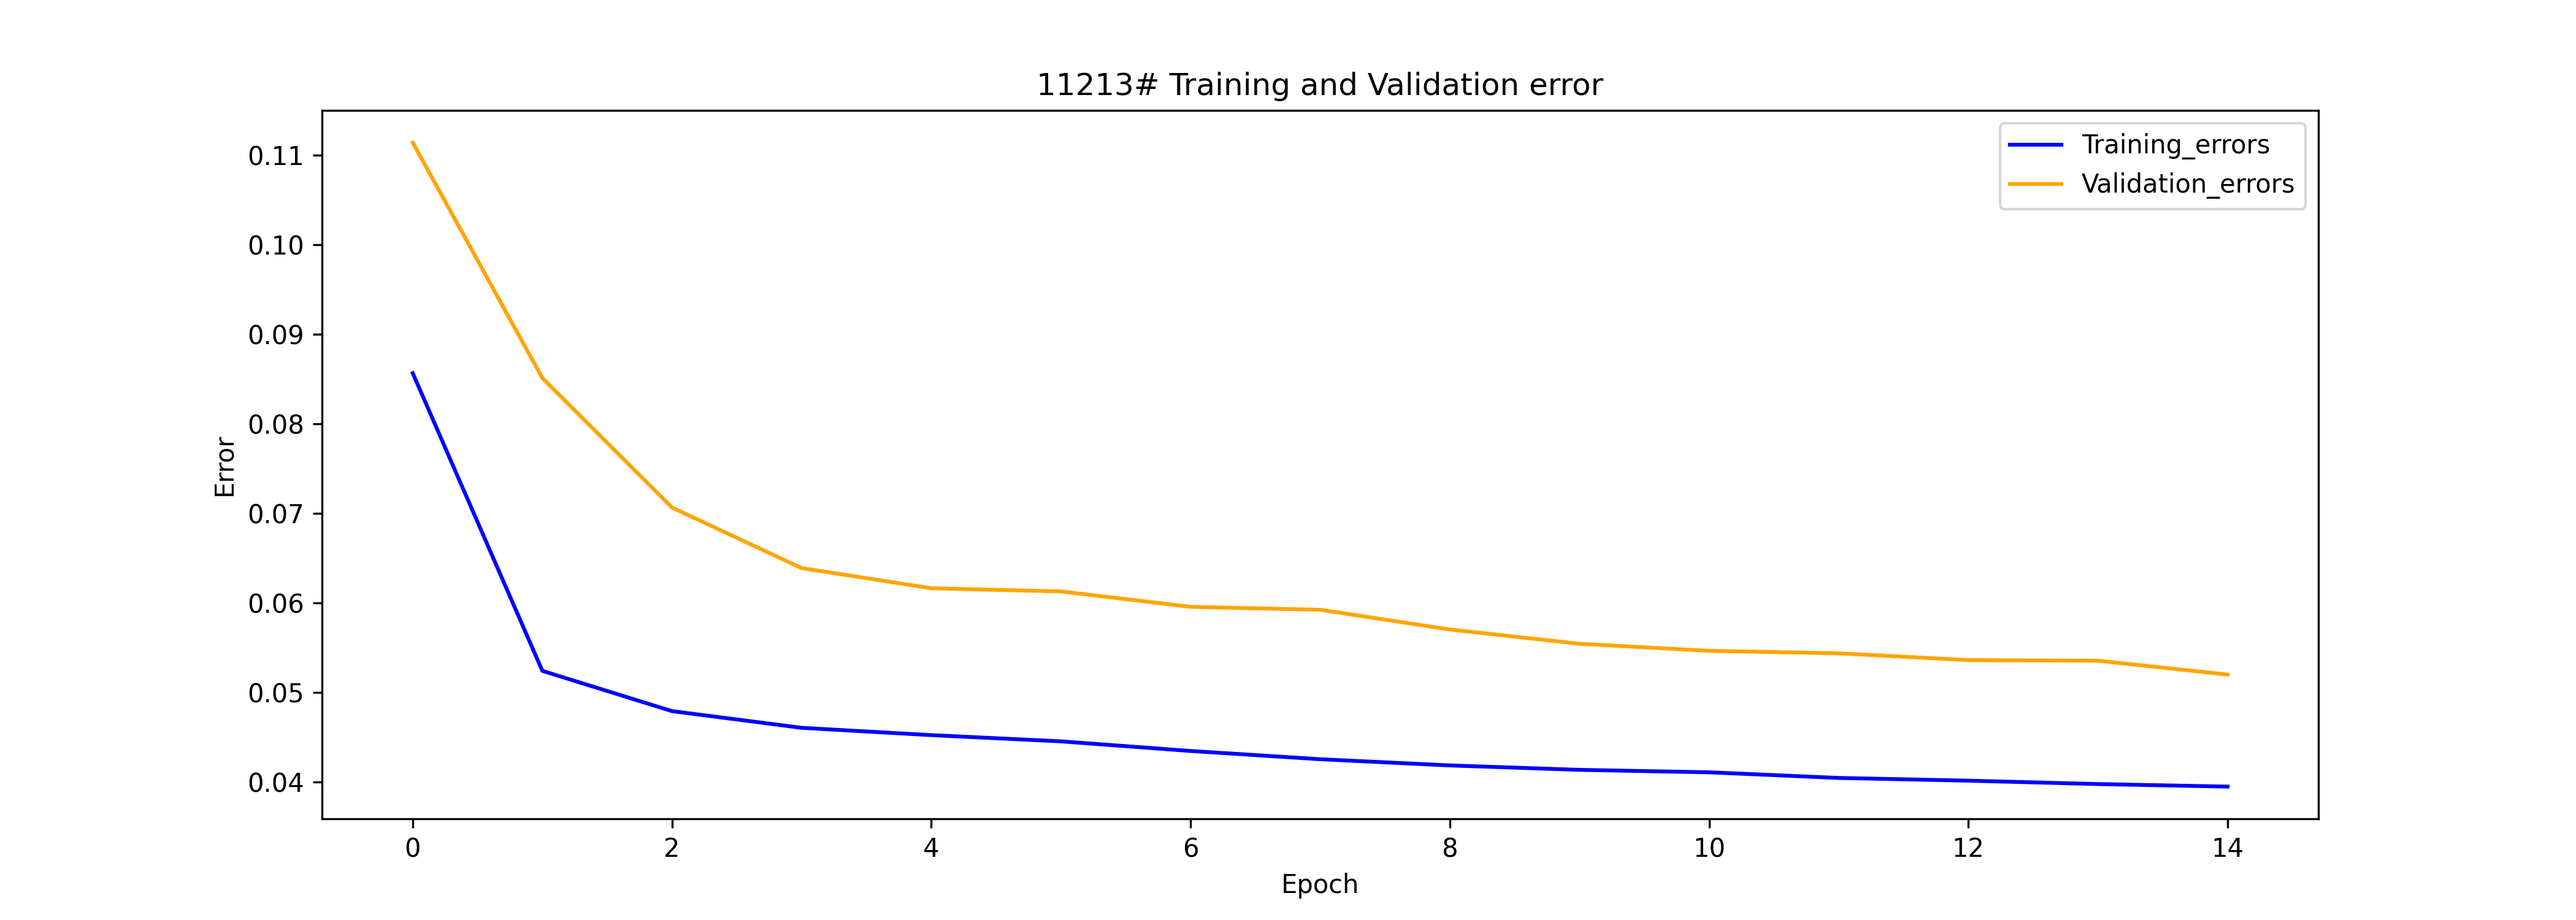 11213# Training and Validation error
Training_errors
Validation_errors
0.11
0.10
0.09
0.08
0.07
0.06
0.05
0.04
Error
0 2 4 6 8 10 12 14
Epoch